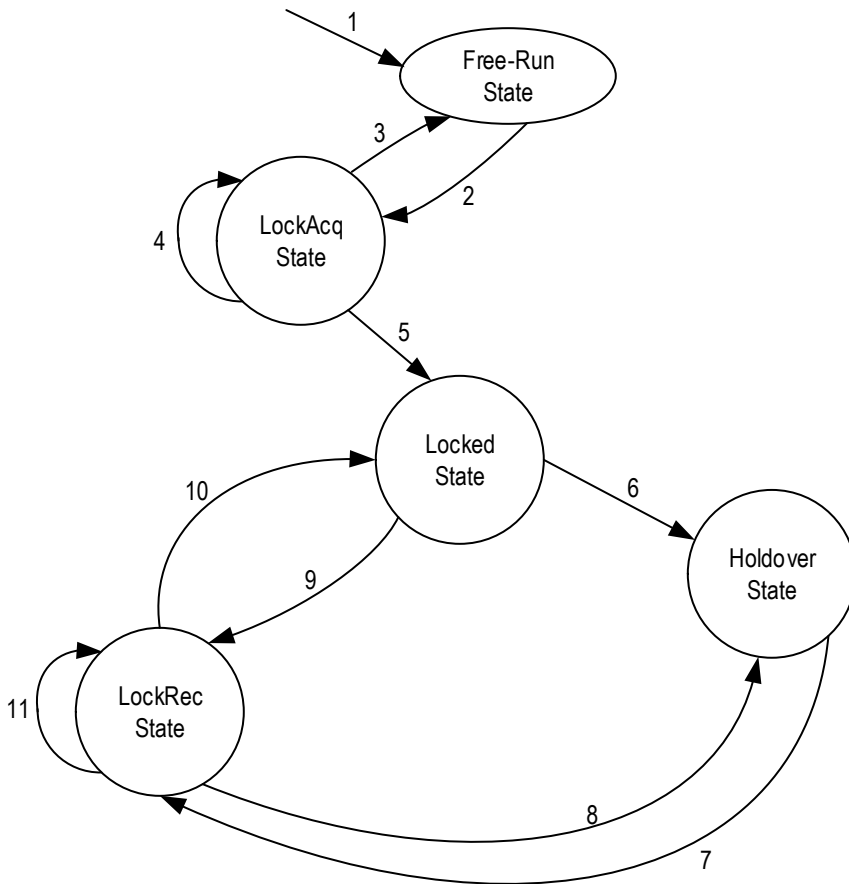 1
Free-Run
State
3
2
LockAcq
State
4
5
Locked
State
10
6
Holdover
State
9
LockRec
State
11
8
7